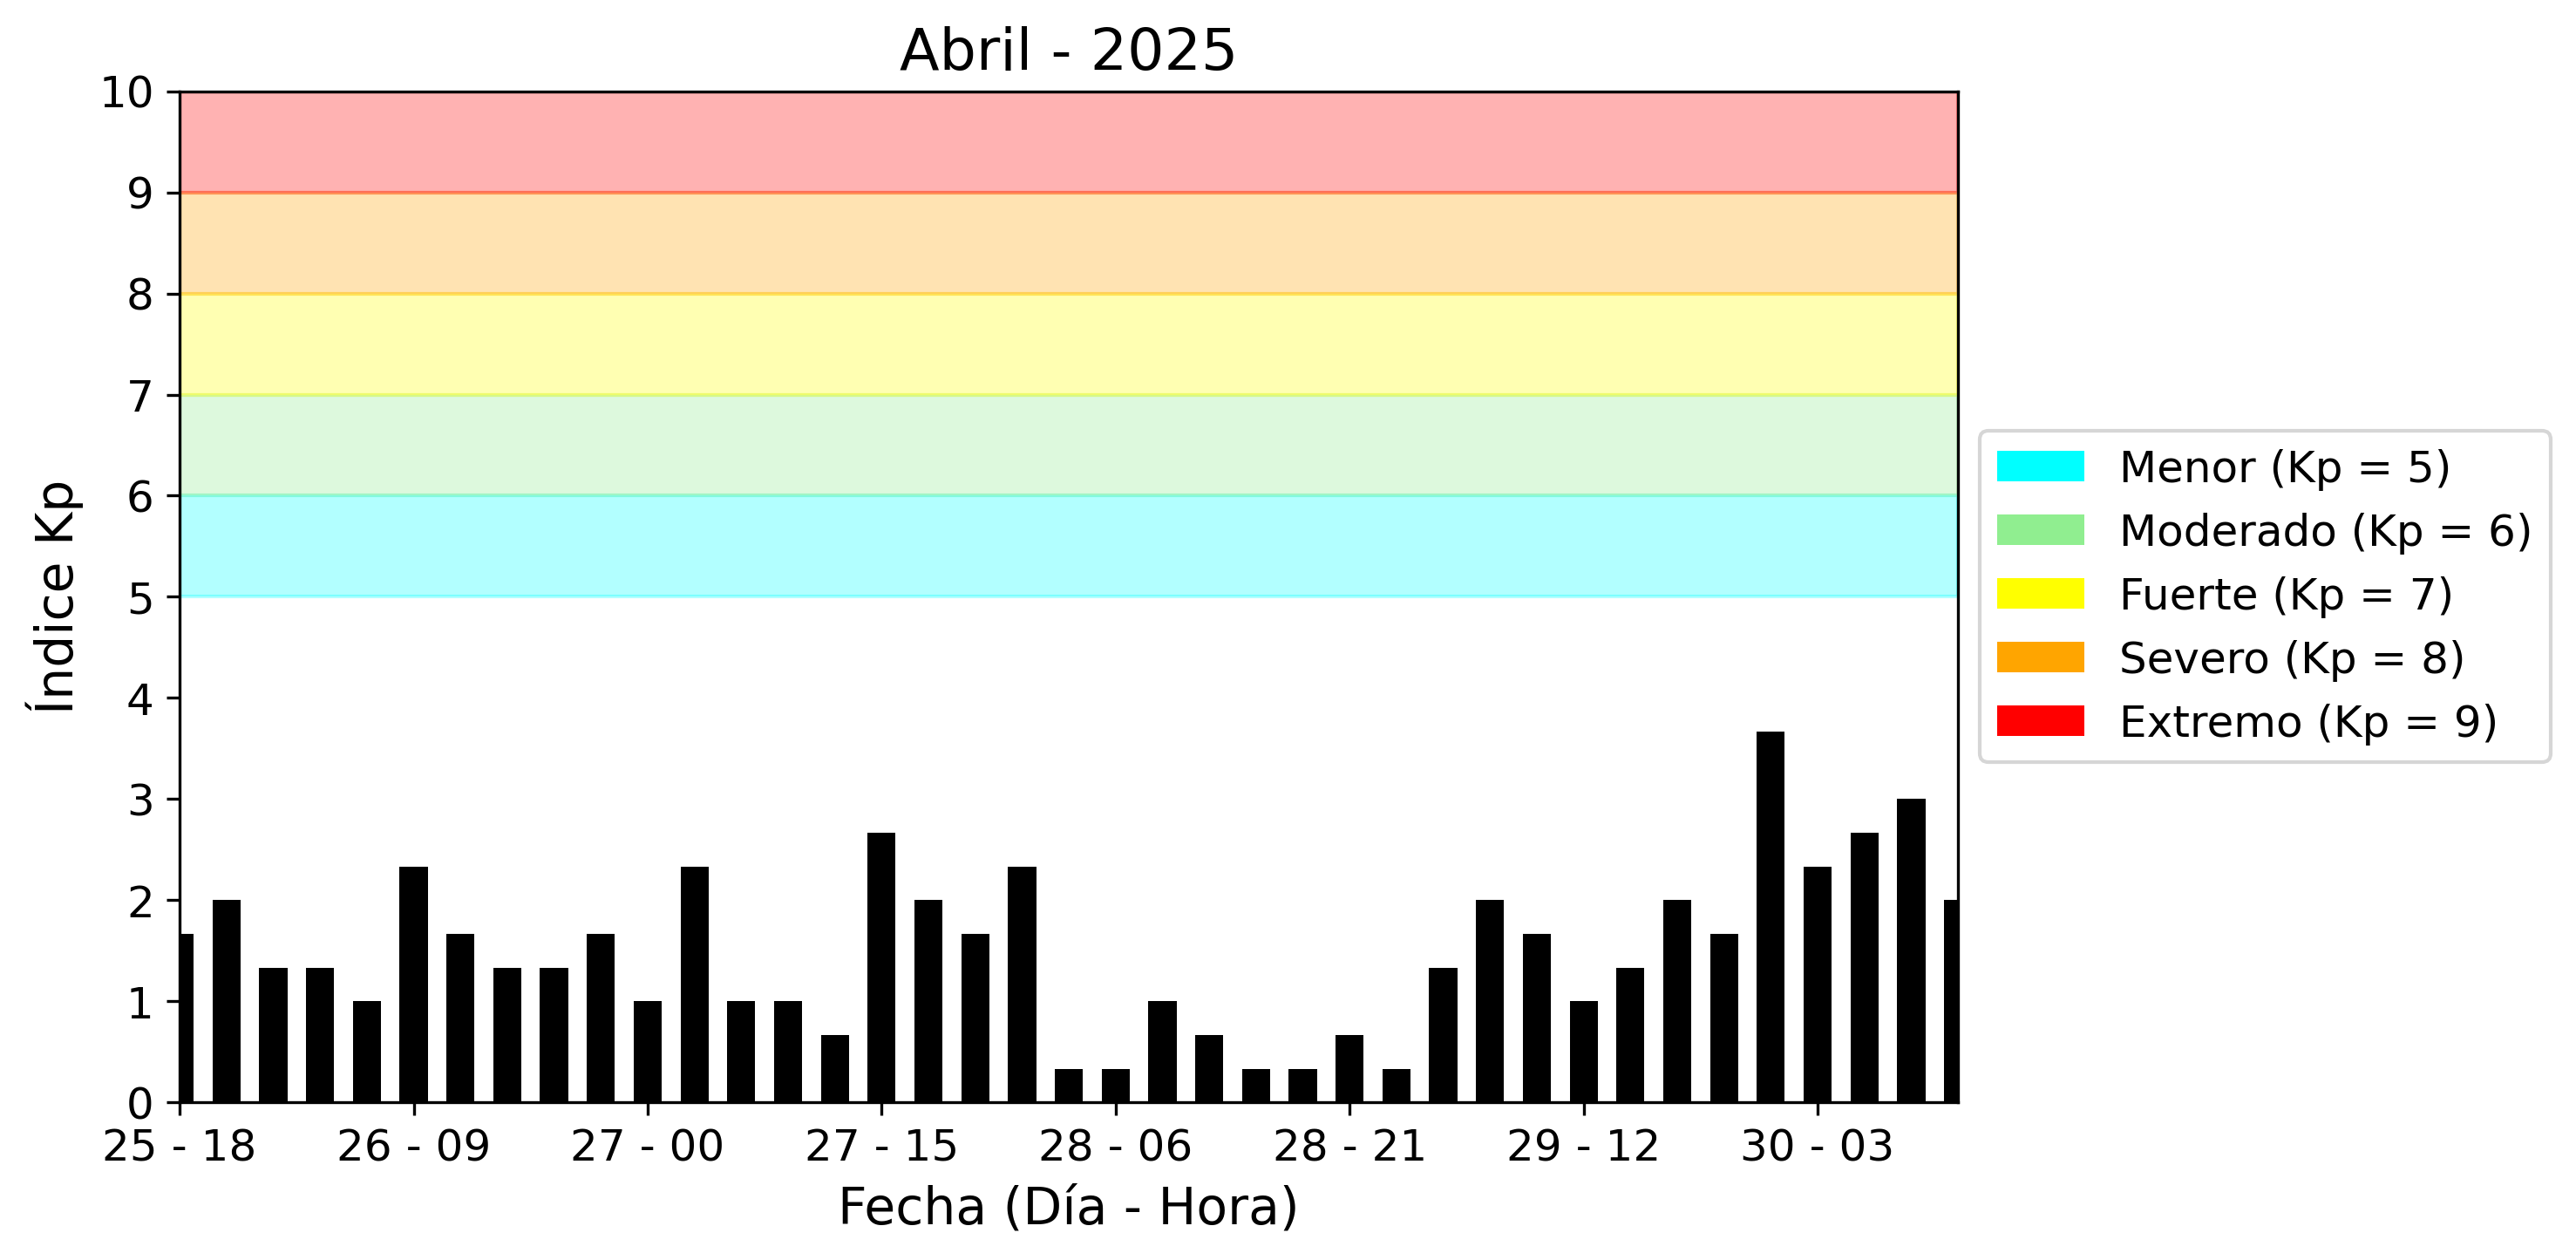 Abril - 2025
10
9
8
7
6
5
4
3
2
1
0
Índice Kp
25 - 18
26 - 09
27 - 00
27 - 15
28 - 06
28 - 21
29 - 12
30 - 03
Fecha (Día - Hora)
Menor (Kp = 5)
Moderado (Kp = 6)
Fuerte (Kp = 7)
Severo (Kp = 8)
Extremo (Kp = 9)